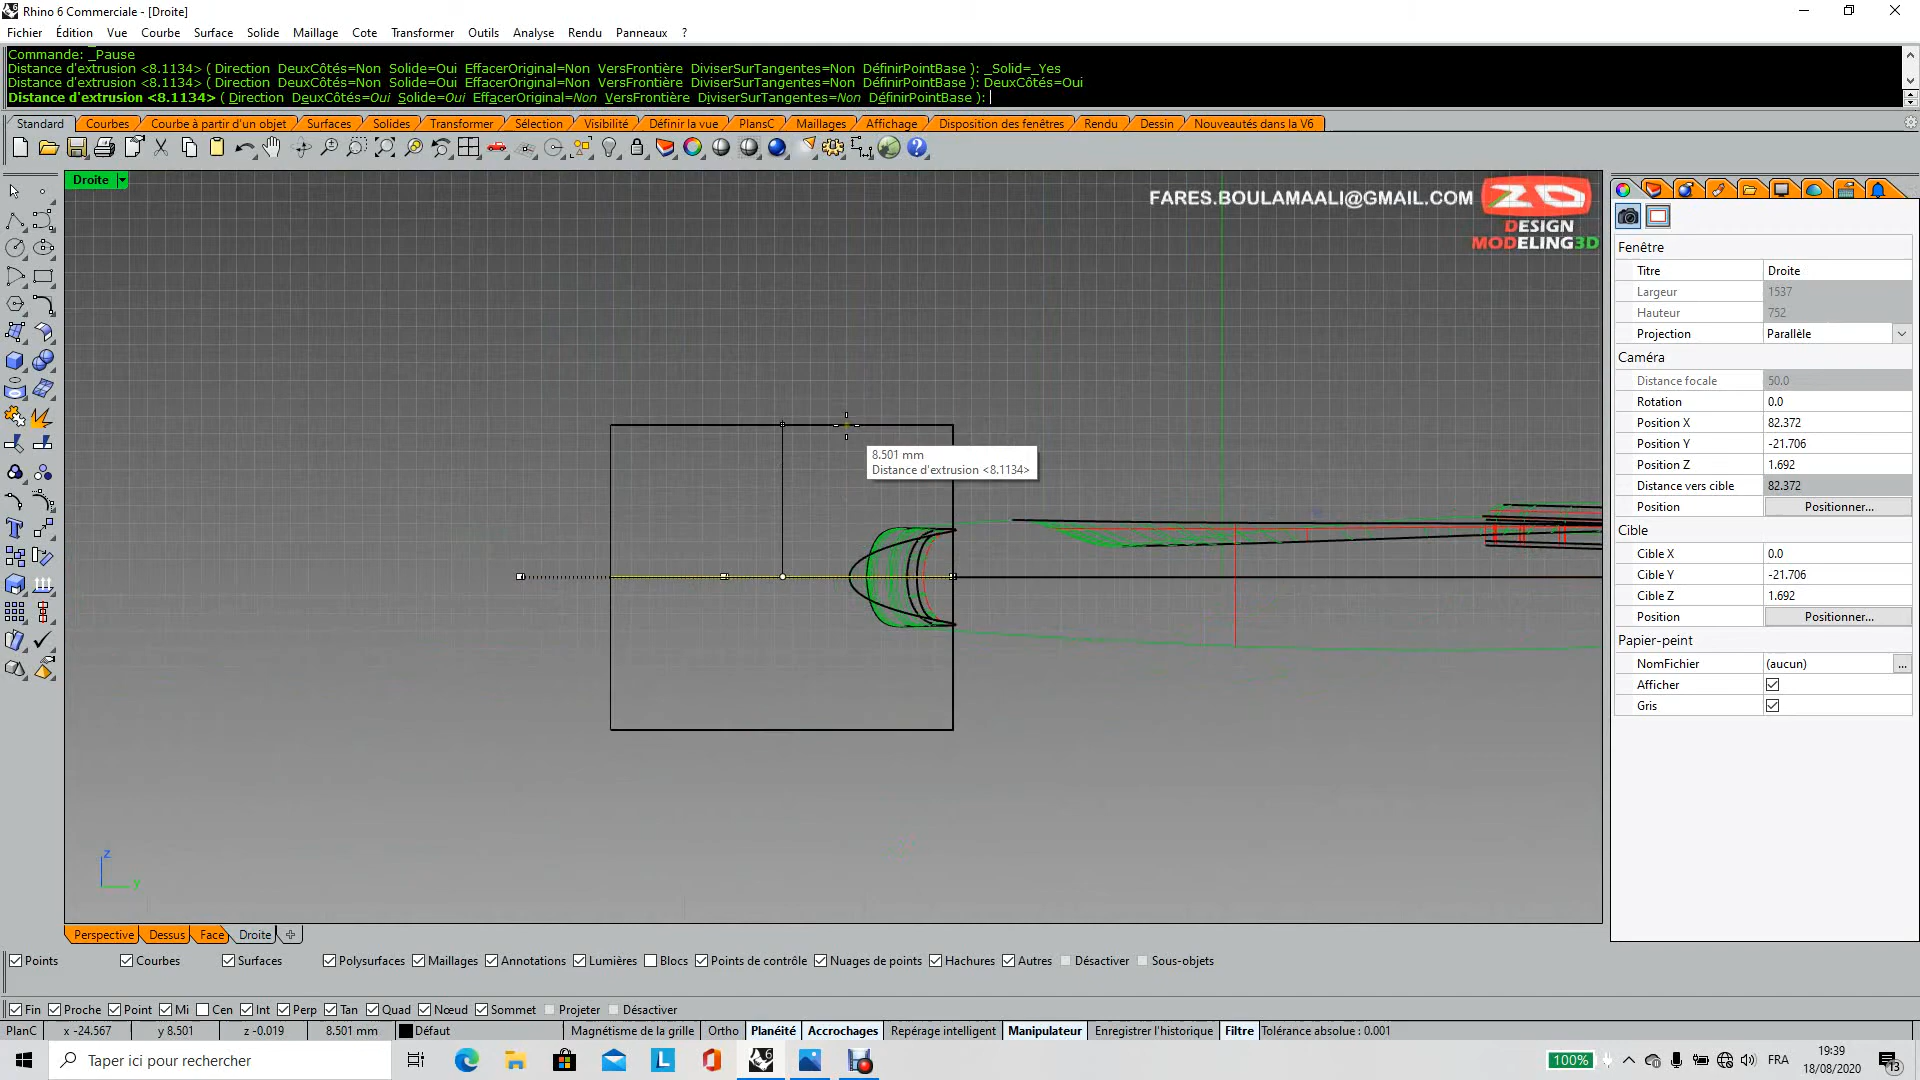 Rhino 6 Commerciale - [Droite]
Fichier Édition Vue Courbe Surface Solide Maillage Cote Transformer Outils Analyse Rendu Panneaux ?
Commande: _Pause
Distance d'extrusion <8.1134> ( Direction DeuxCôtés=Non Solide=Oui EffacerOriginal=Non VersFrontière DiviserSurTangentes=Non DéfinirPointBase ): _Solid=_Yes
Distance d'extrusion <8.1134> ( Direction DeuxCôtés=Non Solide=Oui EffacerOriginal=Non VersFrontière DiviserSurTangentes=Non DéfinirPointBase ): DeuxCôtés=Oui
Distance d'extrusion <8.1134> ( Direction DeuxCôtés=Oui Solide=Oui EffacerOriginal=Non VersFrontière DiviserSurTangentes=Non DéfinirPointBase ):
Standard Courbes Courbe à partir d'un objet Surfaces Solides Transformer Sélection Visibilité Définir la vue PlansC Maillages Affichage Disposition des fenêtres Rendu Dessin Nouveautés dans la V6
Droite
FARES.BOULAMAALI@GMAIL.COM
DESIGN
MODELING3D
8.501 mm
Distance d'extrusion <8.1134>
z
y
Fenêtre
Titre Droite
Largeur 1537
Hauteur 752
Projection Parallèle
Caméra
Distance focale 50.0
Rotation 0.0
Position X 82.372
Position Y -21.706
Position Z 1.692
Distance vers cible 82.372
Position Positionner...
Cible
Cible X 0.0
Cible Y -21.706
Cible Z 1.692
Position Positionner...
Papier-peint
NomFichier (aucun) ...
Afficher
Gris
Perspective Dessus Face Droite
Points Courbes Surfaces Polysurfaces Maillages Annotations Lumières Blocs Points de contrôle Nuages de points Hachures Autres Désactiver Sous-objets
Fin Proche Point Mi Cen Int Perp Tan Quad Nœud Sommet Projeter Désactiver
PlanC x -24.567 y 8.501 z -0.019 8.501 mm Défaut Magnétisme de la grille Ortho Planéité Accrochages Repérage intelligent Manipulateur Enregistrer l'historique Filtre Tolérance absolue : 0.001
Taper ici pour rechercher
100%
FRA
19:39
18/08/2020
13